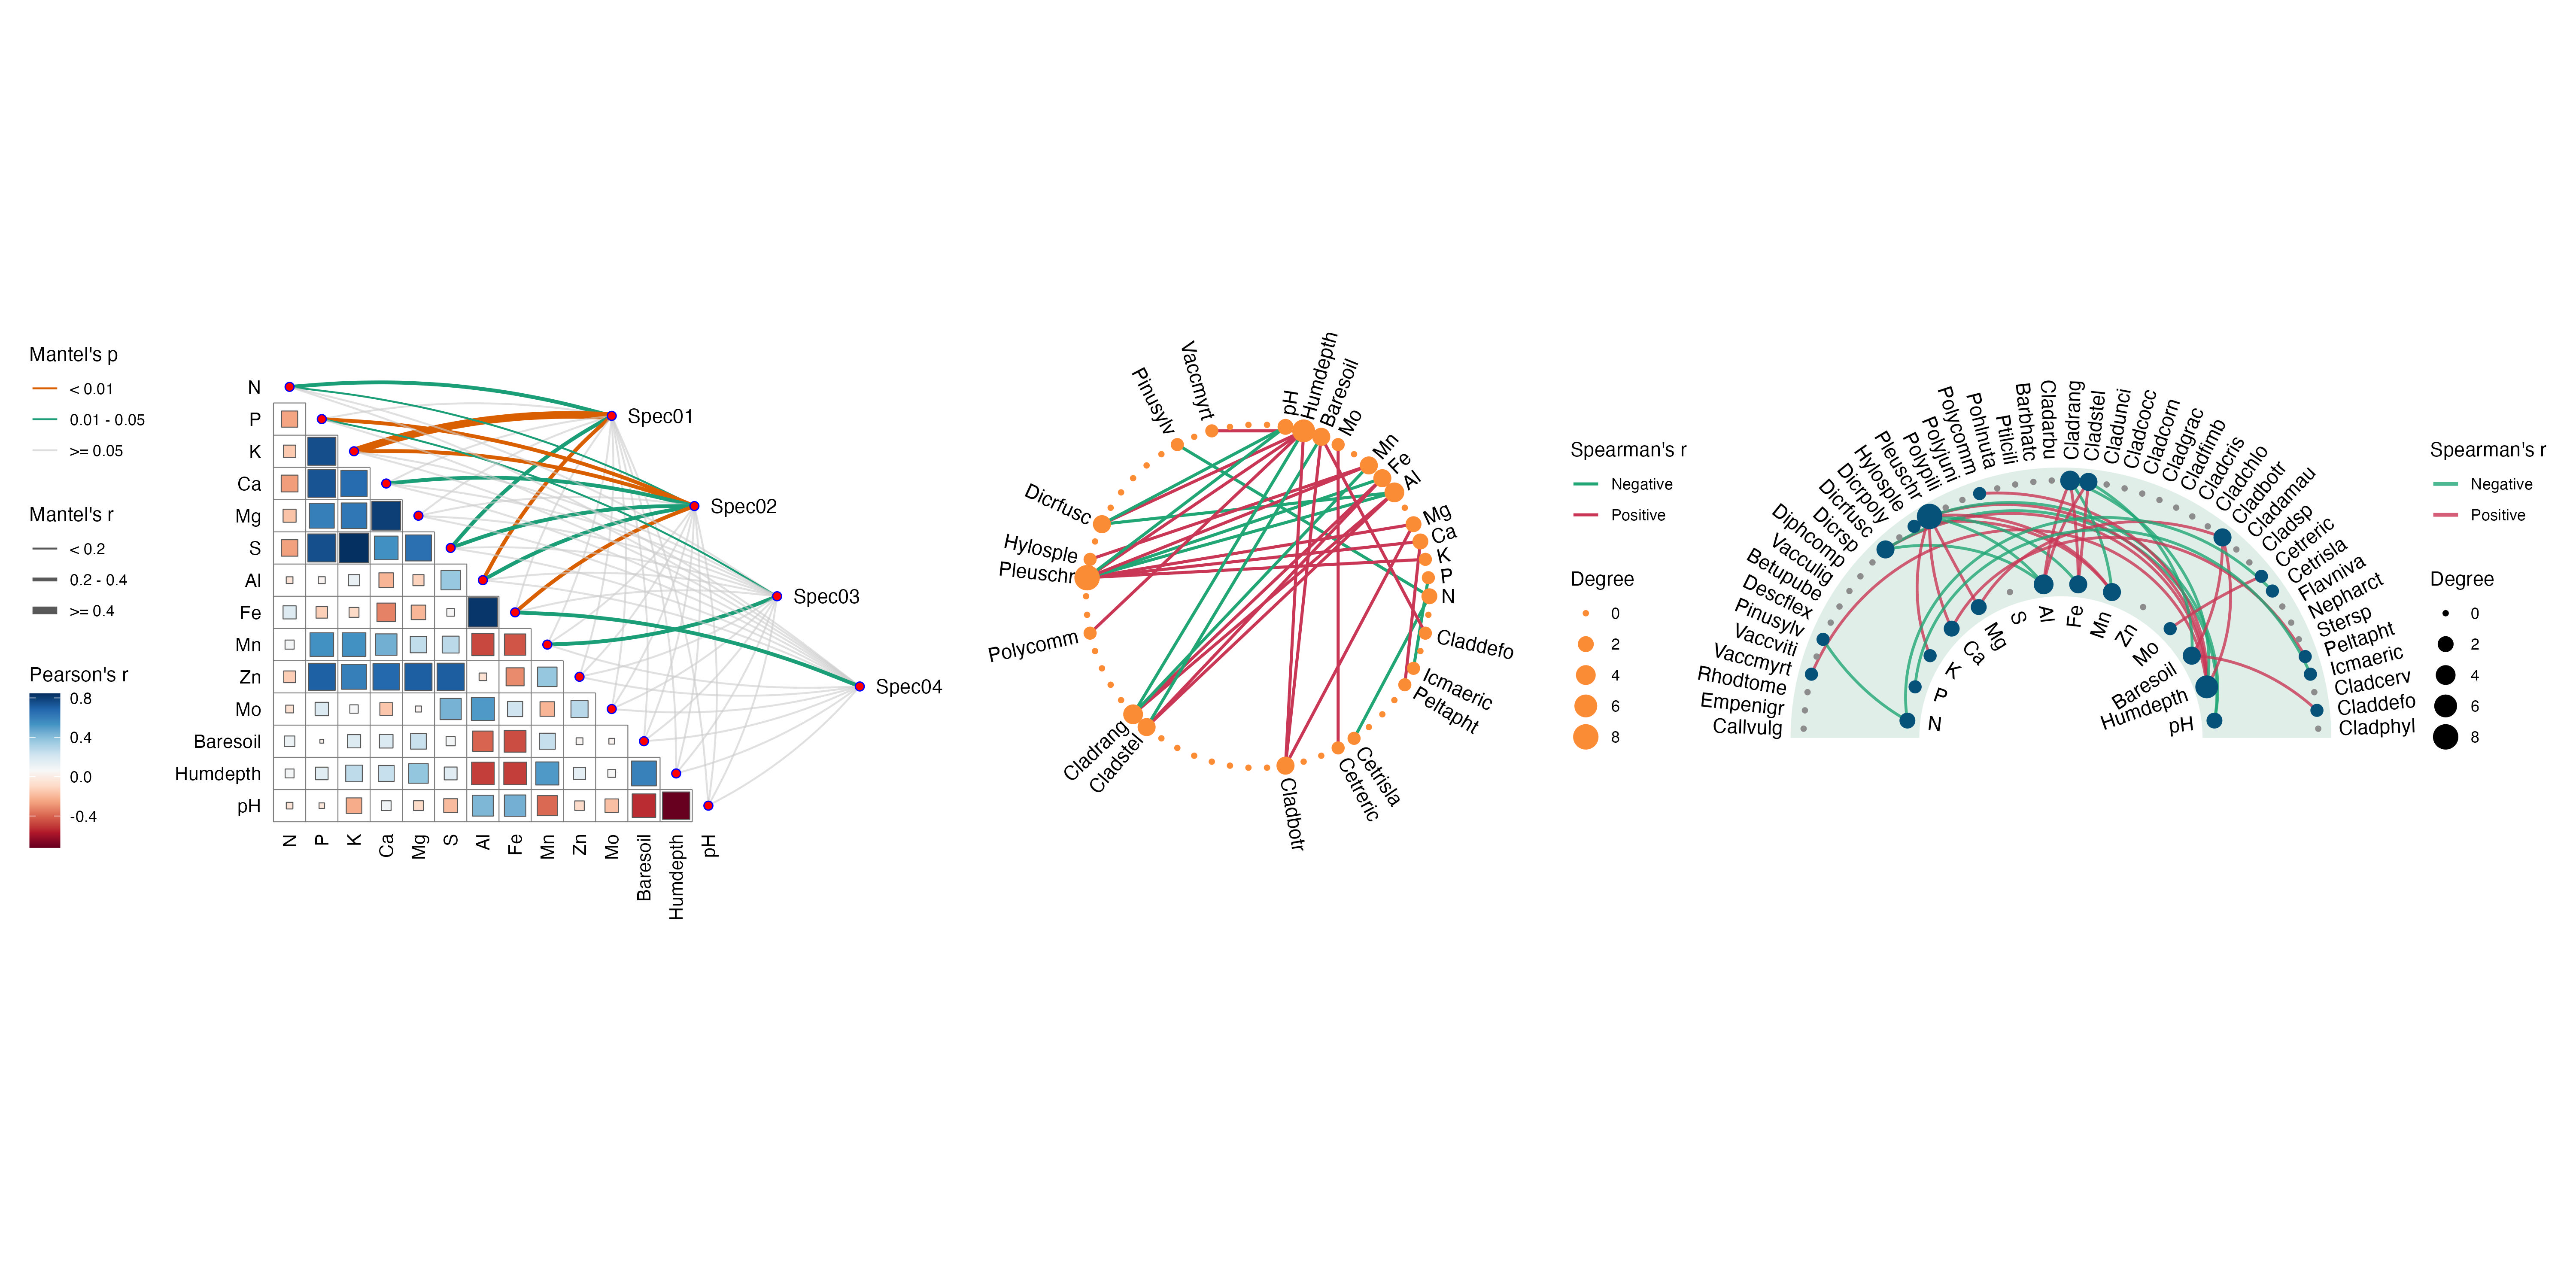 Mantel's p
< 0.01
0.01 - 0.05
>= 0.05
Mantel's r
< 0.2
0.2 - 0.4
>= 0.4
Pearson's r
0.8
0.4
0.0
-0.4
N
P
K
Ca
Mg
S
Al
Fe
Mn
Zn
Mo
Baresoil
Humdepth
pH
N
P
K
Ca
Mg
S
Al
Fe
Mn
Zn
Mo
Baresoil
Humdepth
pH
Spec01
Spec02
Spec03
Spec04
Pinusylv
Vaccmyrt
pH
Humdepth
Baresoil
Mo
Mn
Fe
Al
Mg
Ca
K
P
N
Claddefo
Icmaeric
Peltapht
Cetrisla
Cetreric
Cladbotr
Cladstel
Cladrang
Polycomm
Pleuschr
Hylosple
Dicrfusc
Spearman's r
Negative
Positive
Degree
0
2
4
6
8
Callvulg
Empenigr
Rhodtome
Vaccmyrt
Vaccviti
Pinusylv
Descflex
Betupube
Vacculig
Diphcomp
Dicrsp
Dicrfusc
Dicrpoly
Hylosple
Pleuschr
Polypili
Polyjuni
Polycomm
Pohlnuta
Ptilcili
Barbhatc
Cladarbu
Cladrang
Cladstel
Cladunci
Cladcocc
Cladcorn
Cladgrac
Cladfimb
Cladcris
Cladchlo
Cladbotr
Cladamau
Cladsp
Cetreric
Cetrisla
Flavniva
Nepharct
Stersp
Peltapht
Icmaeric
Cladcerv
Claddefo
Cladphyl
N
P
K
Ca
Mg
S
Al
Fe
Mn
Zn
Mo
Baresoil
Humdepth
pH
Spearman's r
Negative
Positive
Degree
0
2
4
6
8